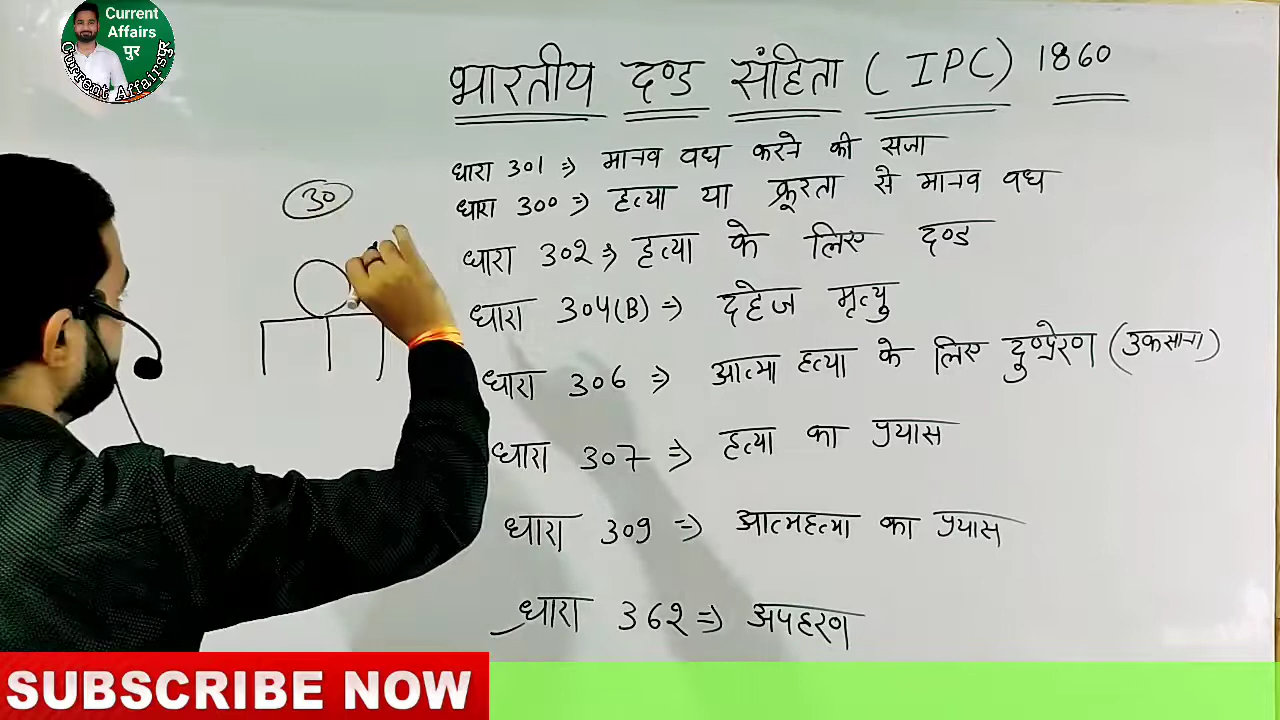 Current
Affairs
पुर
Current Affairsपुर
भारतीय दण्ड संहिता (IPC) 1860
धारा 301 => मानव वध करने की सजा
धारा 300 => हत्या या क्रूरता से मानव वध
30
धारा 302 => हत्या के लिए दण्ड
धारा 304(B) => दहेज मृत्यु
धारा 306 => आत्मा हत्या के लिए दुष्प्रेरण (उकसाना)
धारा 307 => हत्या का प्रयास
धारा 309 => आत्महत्या का प्रयास
धारा 362 => अपहरण
SUBSCRIBE NOW